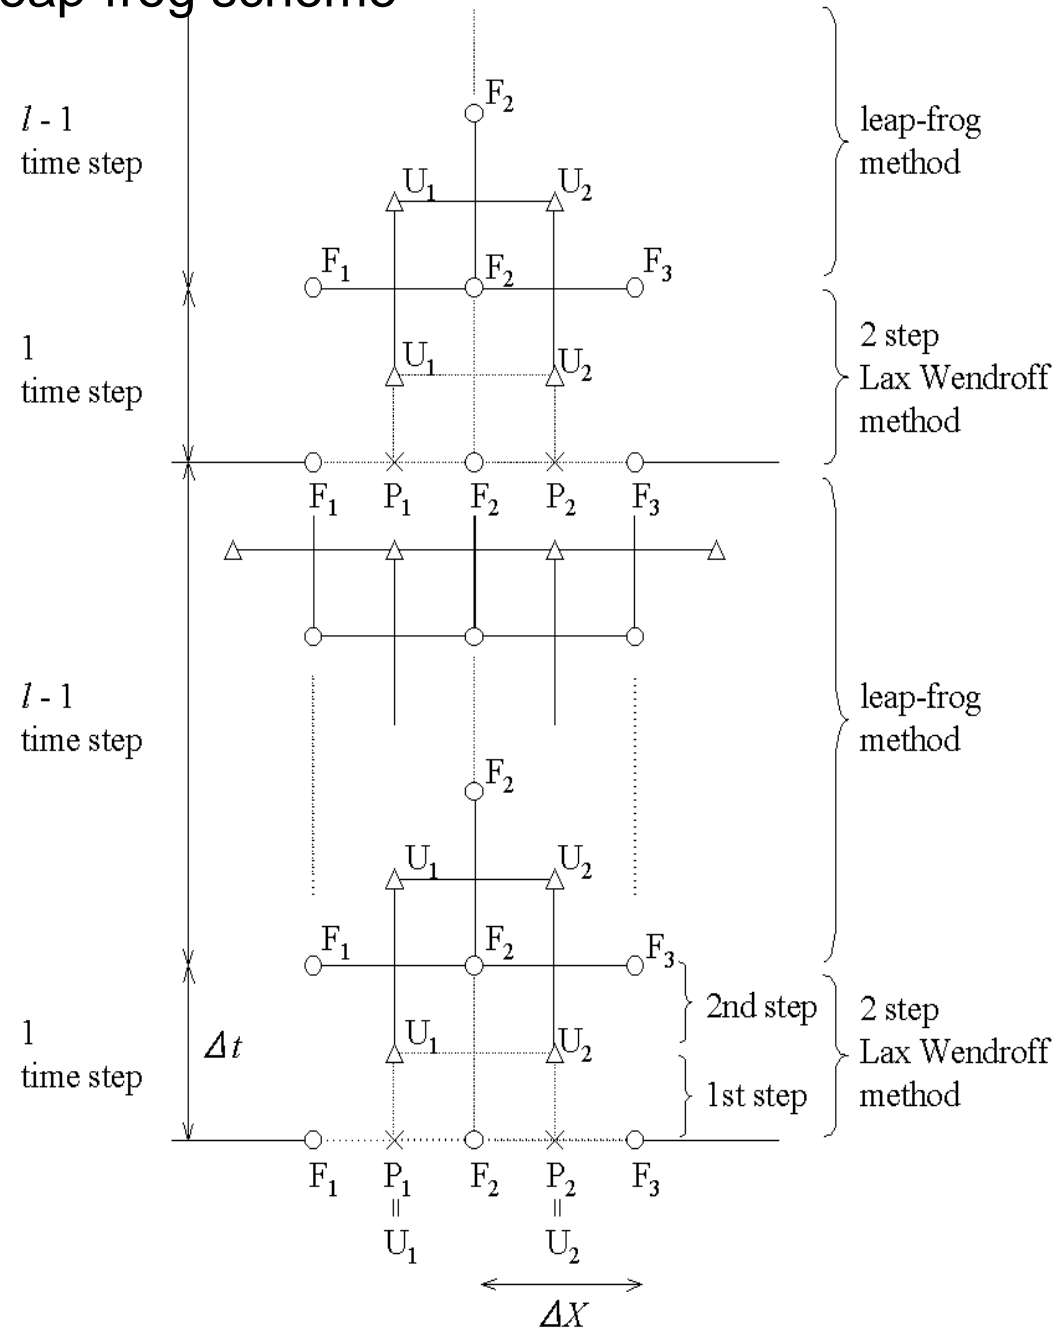 eap-frog scheme
F2
l - 1
time step
leap-frog
method
U1 U2
F1 F2 F3
1
time step
2 step
Lax Wendroff
method
U1 U2
F1 P1 F2 P2 F3
l - 1
time step
leap-frog
method
F2
U1 U2
F1 F2 F3
2nd step
1
time step
Δt
2 step
Lax Wendroff
method
U1 U2
1st step
F1 P1 F2 P2 F3
= =
U1 U2
ΔX